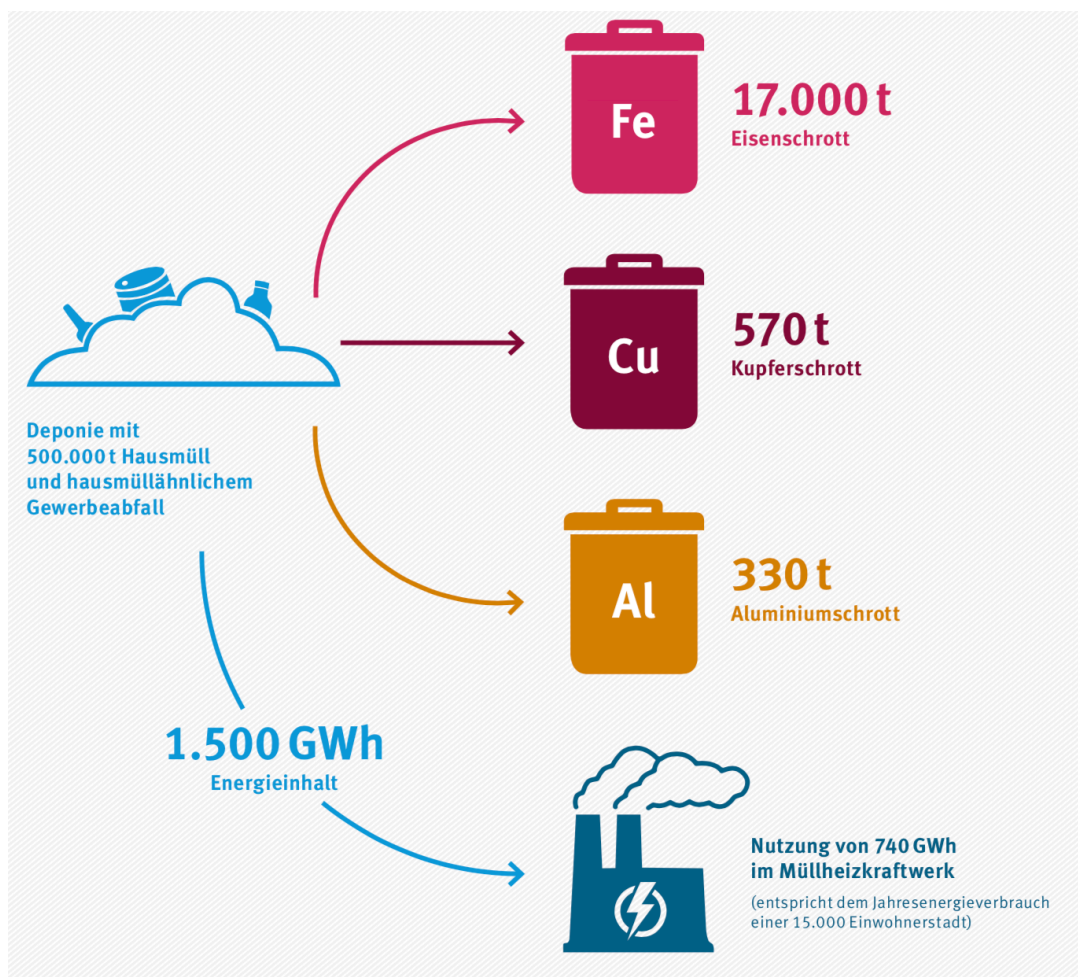 Fe
17.000 t
Eisenschrott
Cu
570 t
Kupferschrott
Deponie mit
500.000 t Hausmüll
und hausmüllähnlichem
Gewerbeabfall
Al
330 t
Aluminiumschrott
1.500 GWh
Energieinhalt
Nutzung von 740 GWh
im Müllheizkraftwerk
(entspricht dem Jahresenergieverbrauch
einer 15.000 Einwohnerstadt)